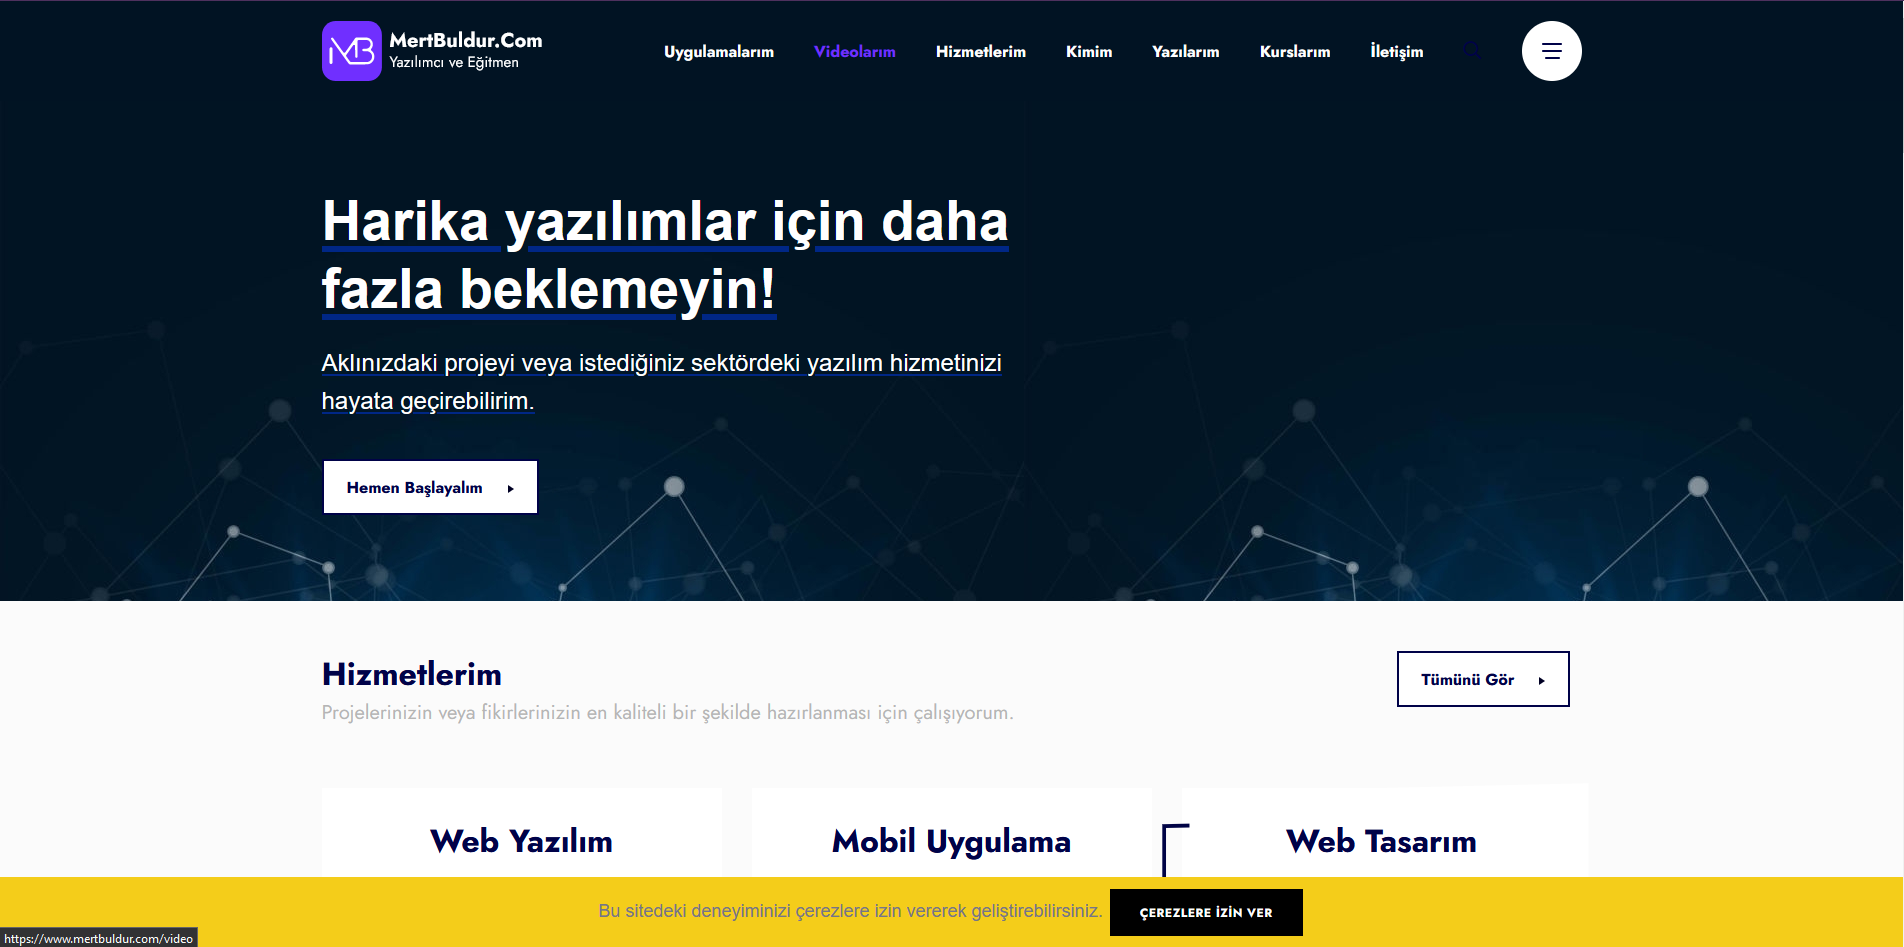 MertBuldur.Com
Yazılımcı ve Eğitmen
Uygulamalarım
Videolarım
Hizmetlerim
Kimim
Yazılarım
Kurslarım
İletişim
Harika yazılımlar için daha
fazla beklemeyin!
Aklınızdaki projeyi veya istediğiniz sektördeki yazılım hizmetinizi
hayata geçirebilirim.
Hemen Başlayalım
Hizmetlerim
Projelerinizin veya fikirlerinizin en kaliteli bir şekilde hazırlanması için çalışıyorum.
Tümünü Gör
Web Yazılım
Mobil Uygulama
Web Tasarım
Bu sitedeki deneyiminizi çerezlere izin vererek geliştirebilirsiniz.
ÇEREZLERE İZİN VER
https://www.mertbuldur.com/video